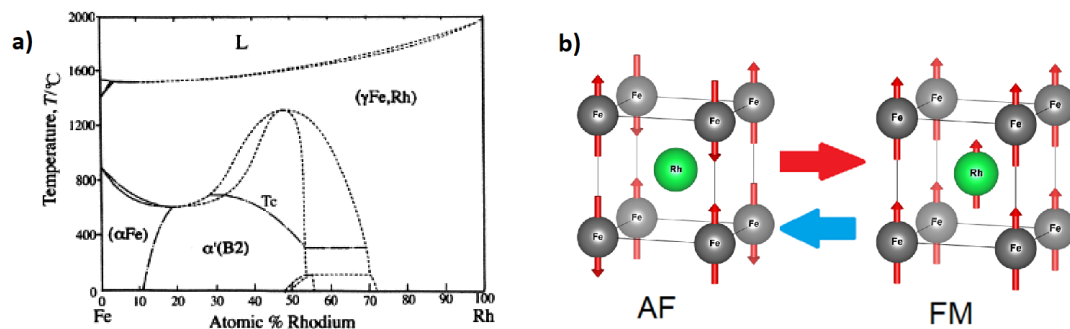 a)
L
(γFe,Rh)
Tc
(αFe)
α'(B2)
Temperature, T/°C
2000
1600
1200
800
400
0
0 10 20 30 40 50 60 70 80 90 100
Fe Atomic % Rhodium Rh
b)
Fe Fe
Fe Fe
Rh
Fe Fe
Fe Fe
AF
Fe Fe
Fe Fe
Rh
Fe Fe
Fe Fe
FM